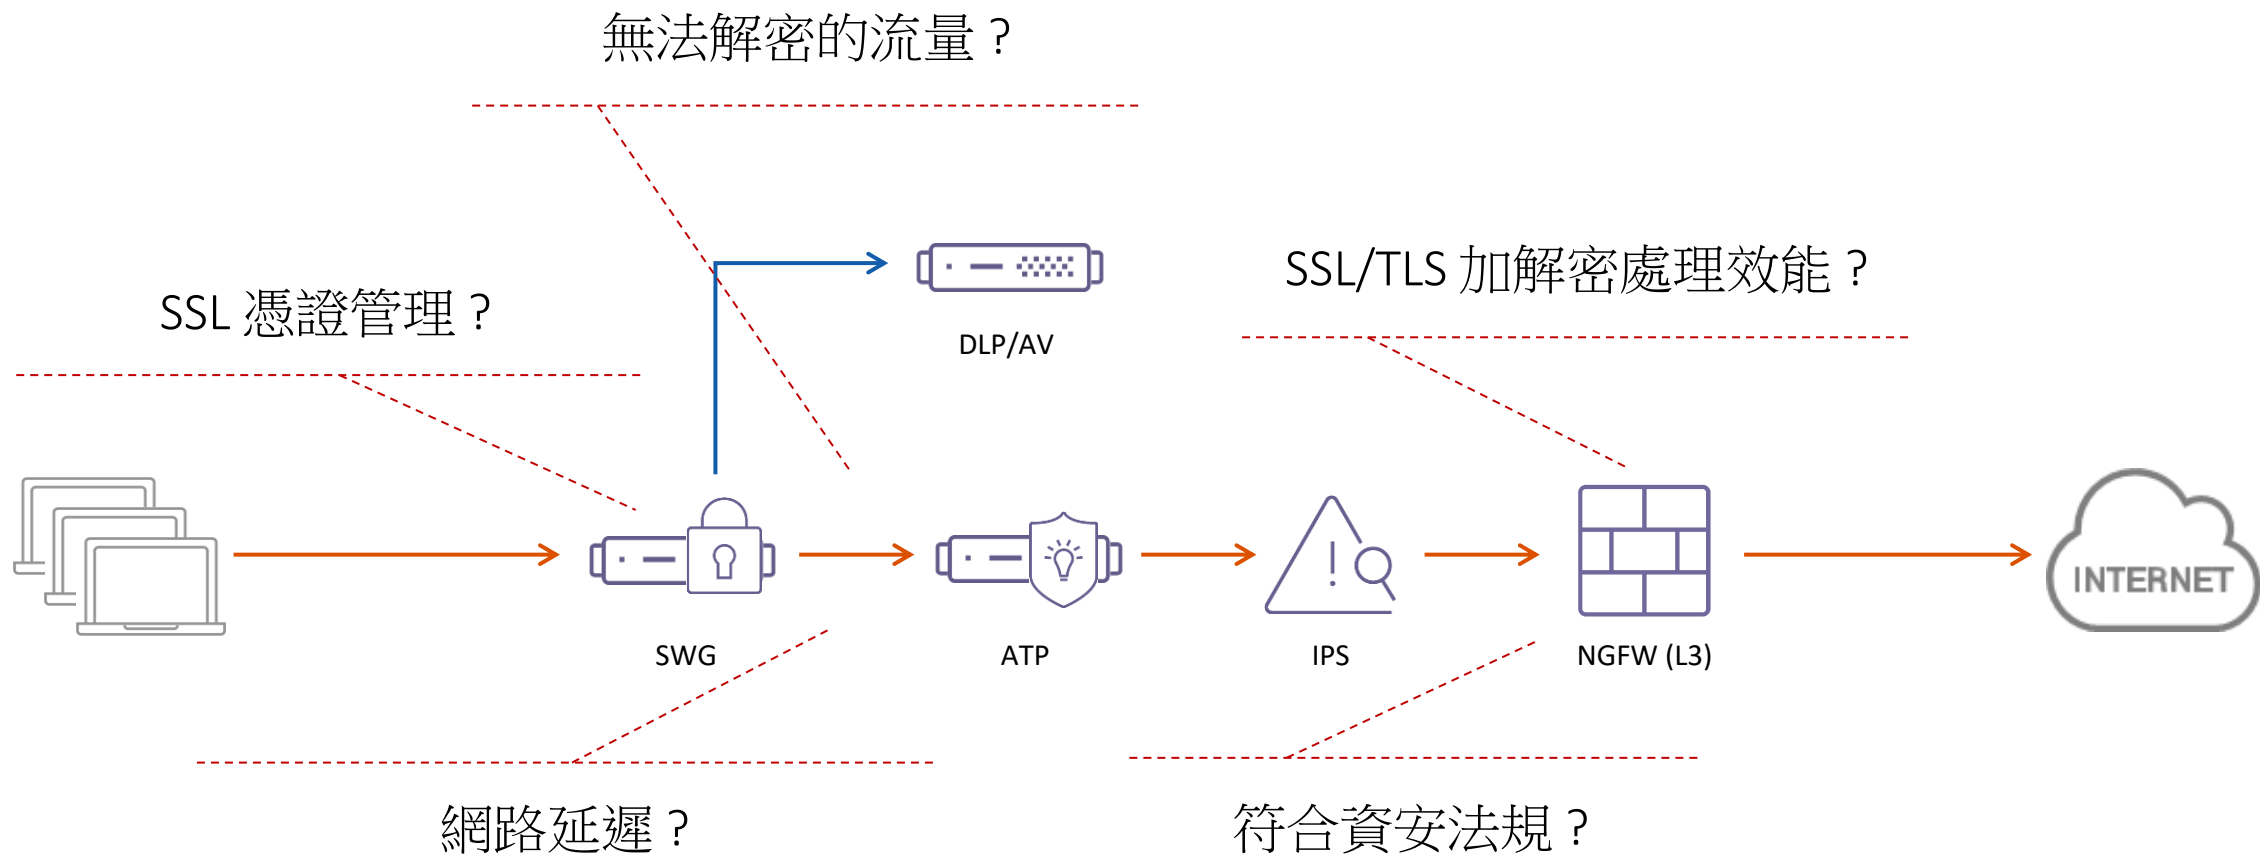 無法解密的流量？
SSL/TLS 加解密處理效能？
SSL 憑證管理？
DLP/AV
INTERNET
SWG
ATP
IPS
NGFW (L3)
網路延遲？
符合資安法規？